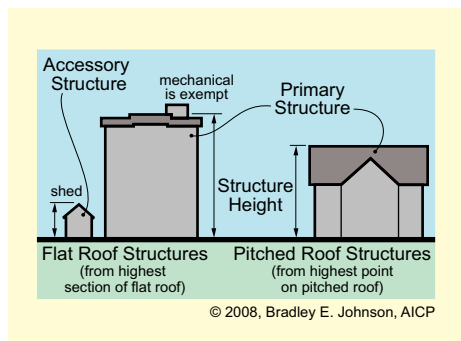 Accessory
Structure
mechanical
is exempt
Primary
Structure
shed
Structure
Height
Flat Roof Structures
(from highest
section of flat roof)
Pitched Roof Structures
(from highest point
on pitched roof)
© 2008, Bradley E. Johnson, AICP